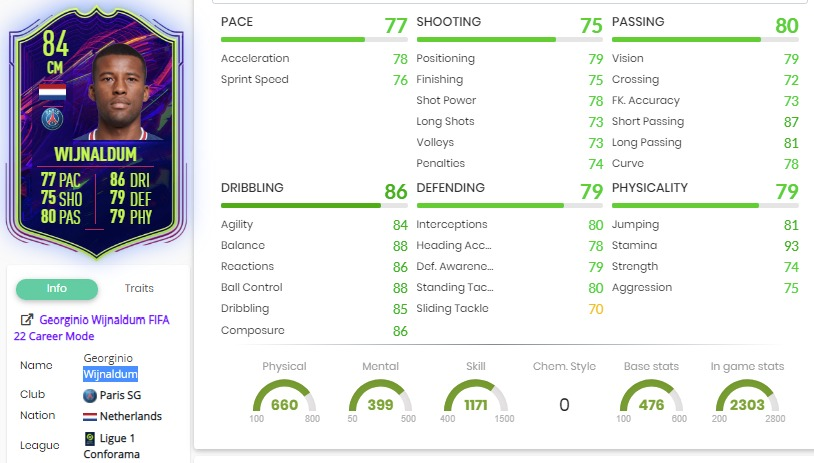 84
CM
WIJNALDUM
77 PAC 86 DRI
75 SHO 79 DEF
80 PAS 79 PHY
Info Traits
Georginio Wijnaldum FIFA
22 Career Mode
Name Georginio
Wijnaldum
Club Paris SG
Nation Netherlands
League Ligue 1
Conforama
PACE 77
Acceleration 78
Sprint Speed 76
SHOOTING 75
Positioning 79
Finishing 75
Shot Power 78
Long Shots 73
Volleys 73
Penalties 74
PASSING 80
Vision 79
Crossing 72
FK. Accuracy 73
Short Passing 87
Long Passing 81
Curve 78
DRIBBLING 86
Agility 84
Balance 88
Reactions 86
Ball Control 88
Dribbling 85
Composure 86
DEFENDING 79
Interceptions 80
Heading Acc... 78
Def. Awarene... 79
Standing Tac... 80
Sliding Tackle 70
PHYSICALITY 79
Jumping 81
Stamina 93
Strength 74
Aggression 75
Physical Mental Skill Chem. Style Base stats In game stats
660 399 1171 0 476 2303
100 800 50 500 400 1500 100 600 200 2800